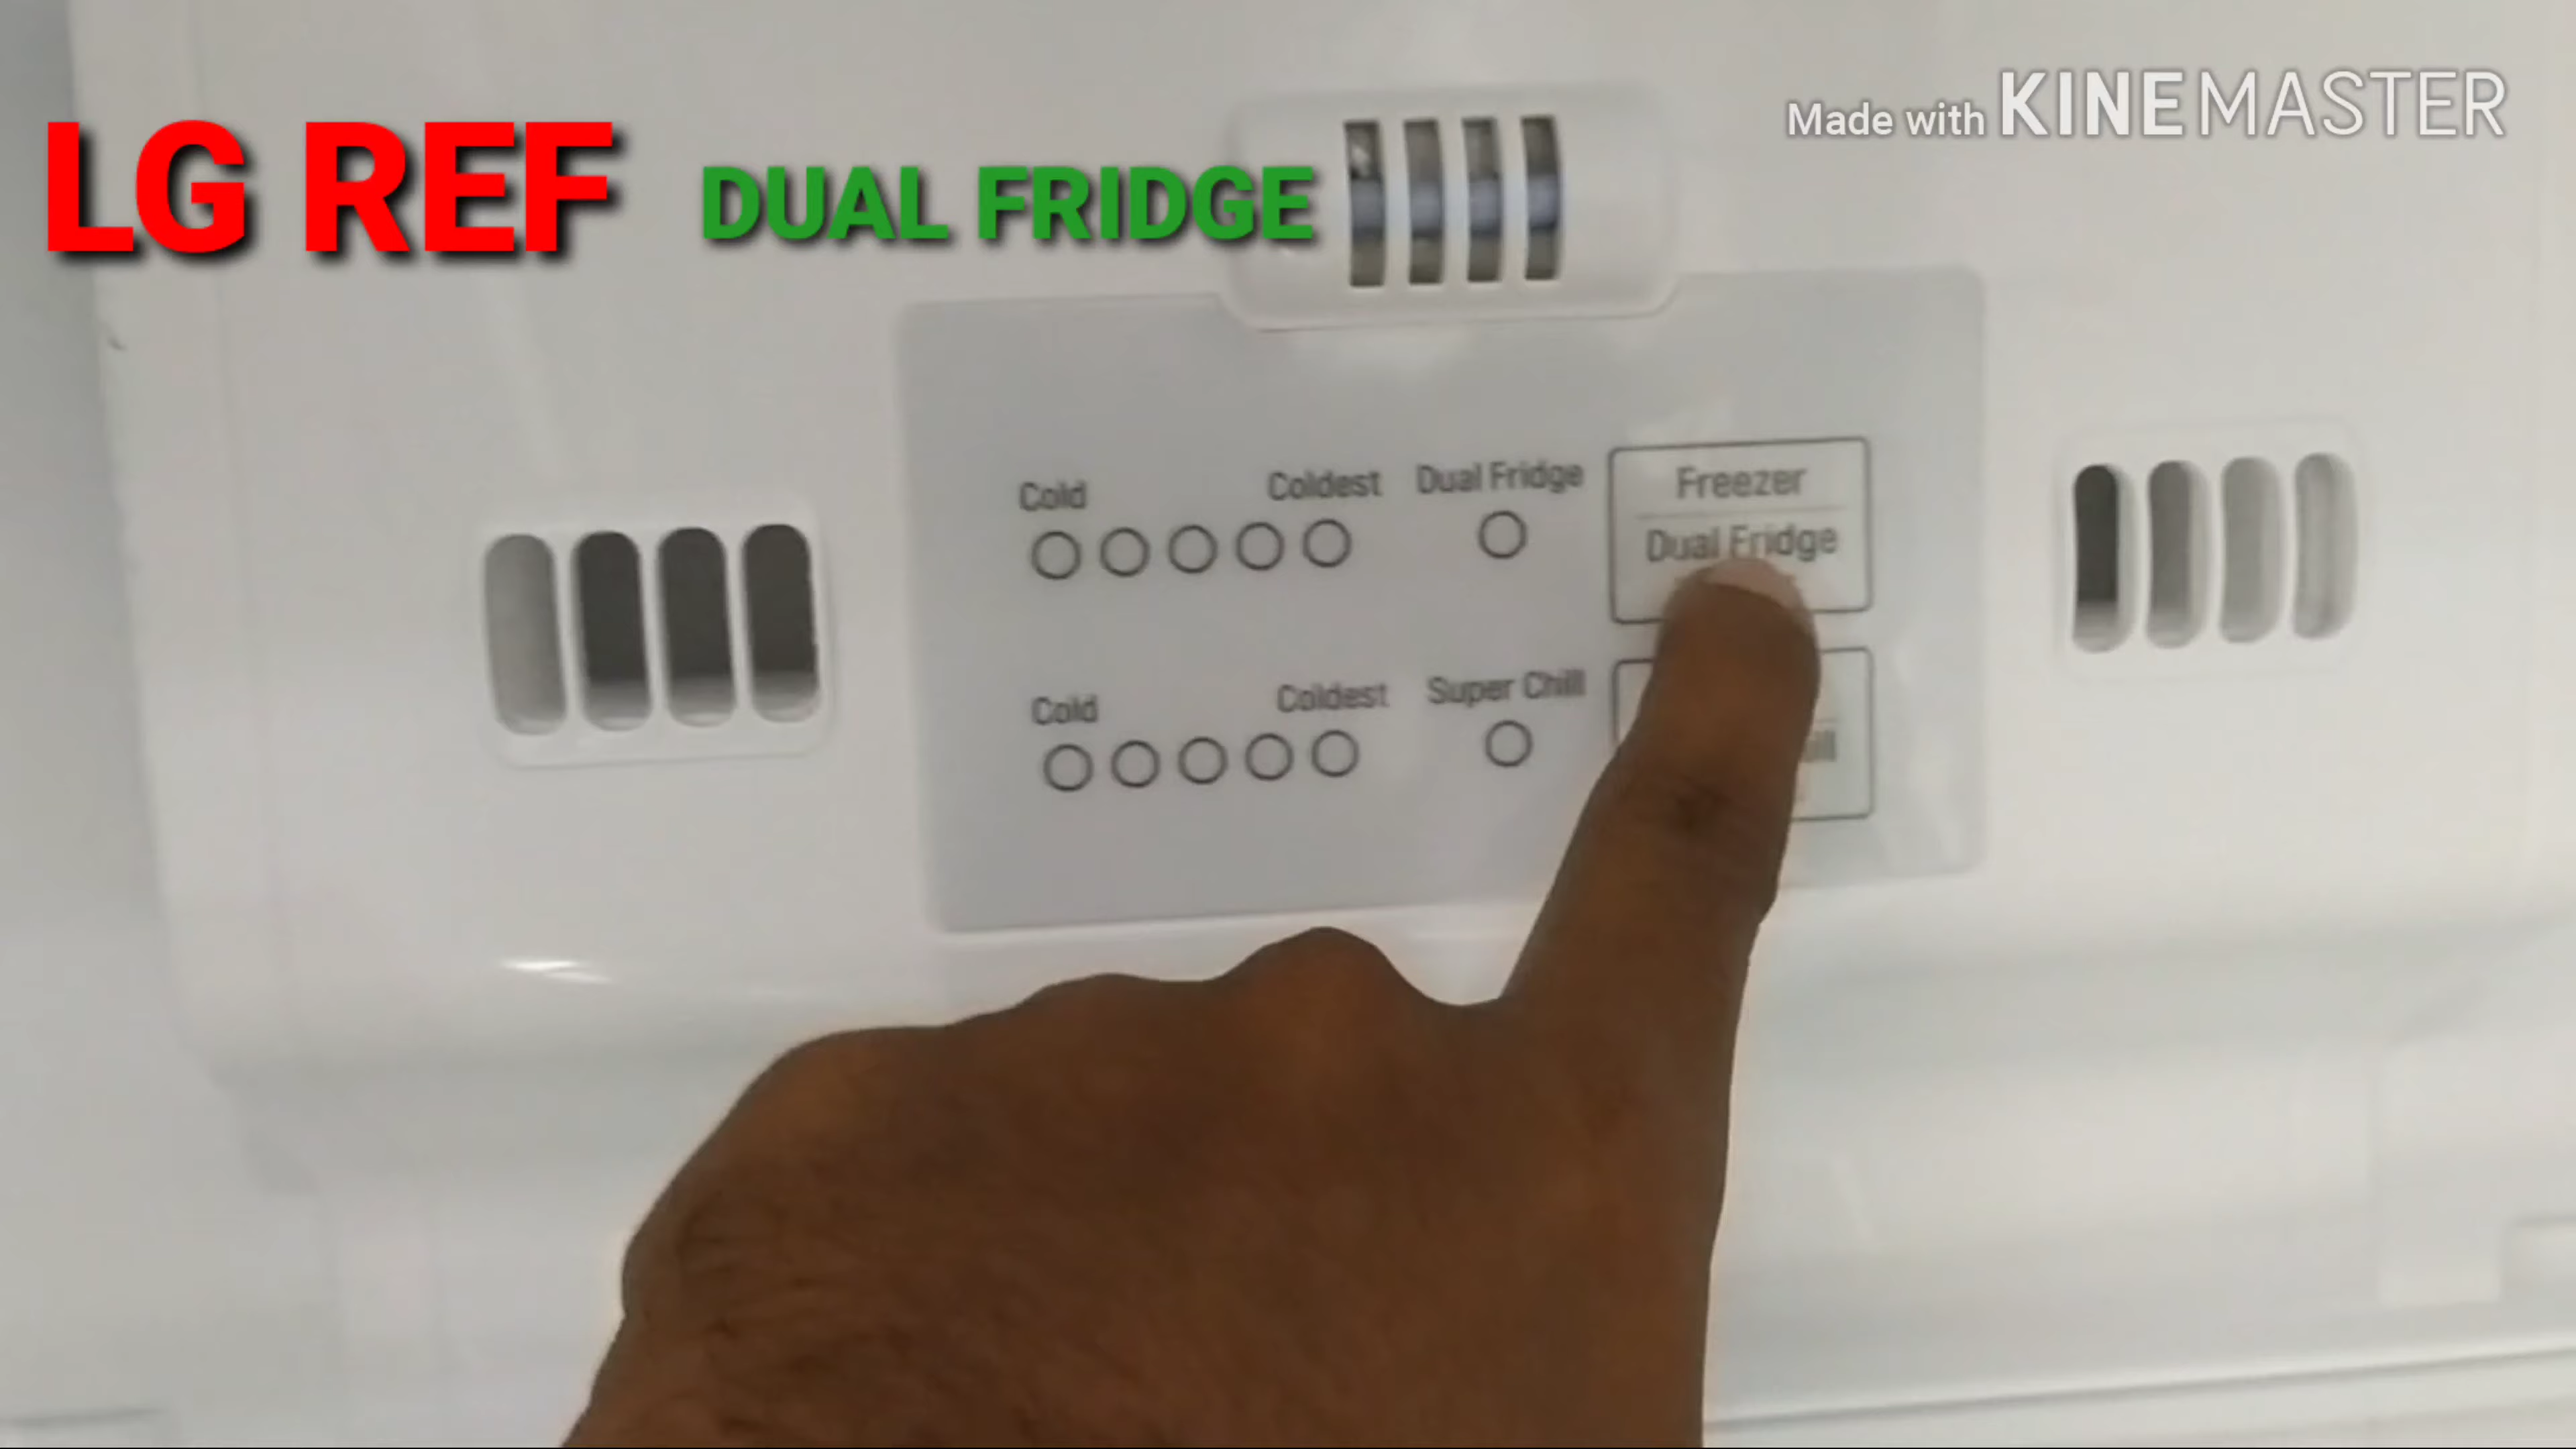 Made with KINEMASTER
LG REF DUAL FRIDGE
Cold Coldest Dual Fridge
Freezer
Dual Fridge
Cold Coldest Super Chill